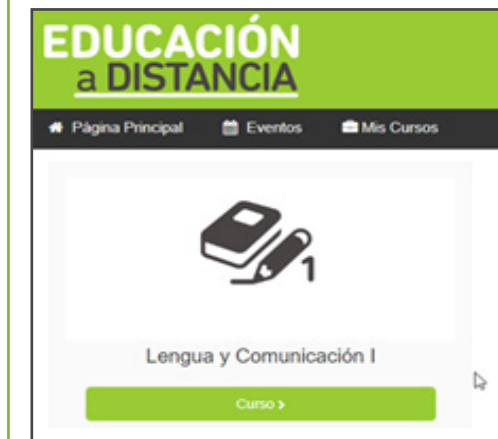 EDUCACIÓN
a DISTANCIA
Página Principal Eventos Mis Cursos
1
Lengua y Comunicación I
Curso >